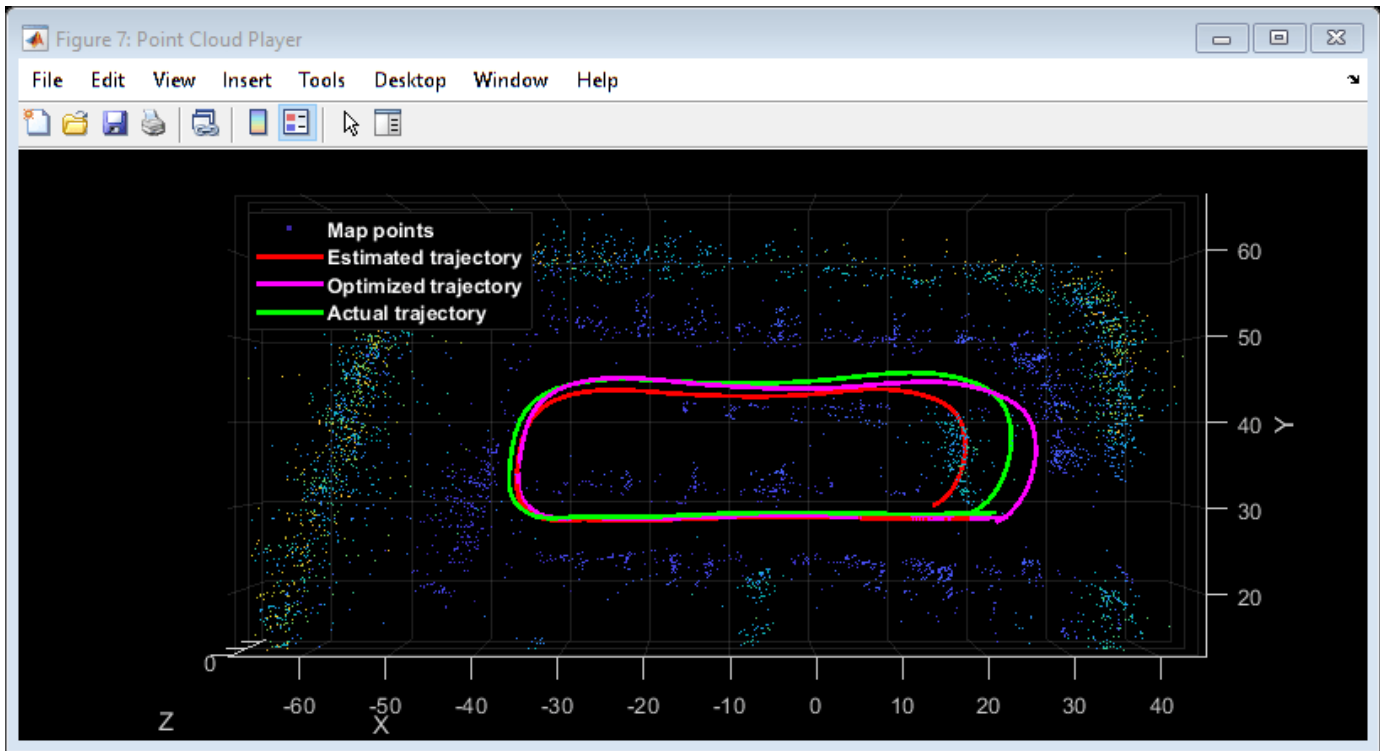 Figure 7: Point Cloud Player
File Edit View Insert Tools Desktop Window Help
Map points
Estimated trajectory
Optimized trajectory
Actual trajectory
60
50
40 Y
30
20
0
-60 -50 -40 -30 -20 -10 0 10 20 30 40
Z X